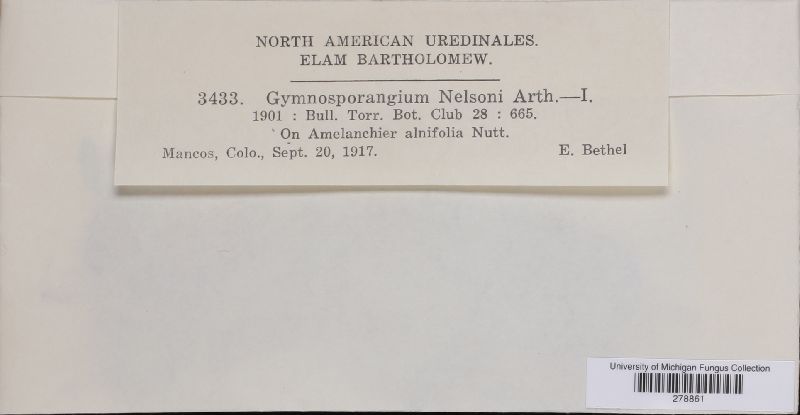 NORTH AMERICAN UREDINALES.
ELAM BARTHOLOMEW.
3433. Gymnosporangium Nelsoni Arth.—I.
1901 : Bull. Torr. Bot. Club 28 : 665.
On Amelanchier alnifolia Nutt.
Mancos, Colo., Sept. 20, 1917. E. Bethel
University of Michigan Fungus Collection
278861